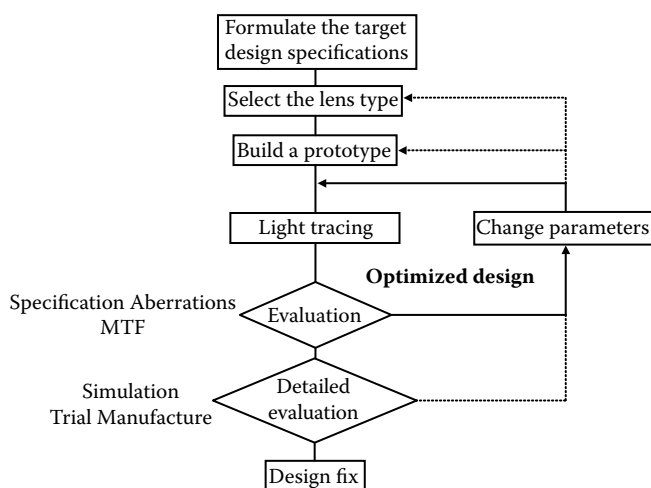 Formulate the target
design specifications
Select the lens type
Build a prototype
Light tracing
Change parameters
Optimized design
Specification Aberrations
MTF
Evaluation
Simulation
Trial Manufacture
Detailed
evaluation
Design fix